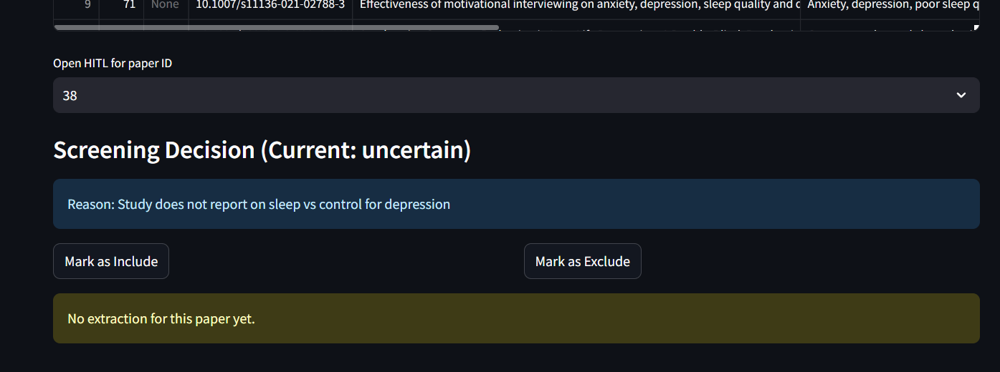 9 71 None 10.1007/s11136-021-02788-3 Effectiveness of motivational interviewing on anxiety, depression, sleep quality and c Anxiety, depression, poor sleep q
Open HITL for paper ID
38
Screening Decision (Current: uncertain)
Reason: Study does not report on sleep vs control for depression
Mark as Include Mark as Exclude
No extraction for this paper yet.